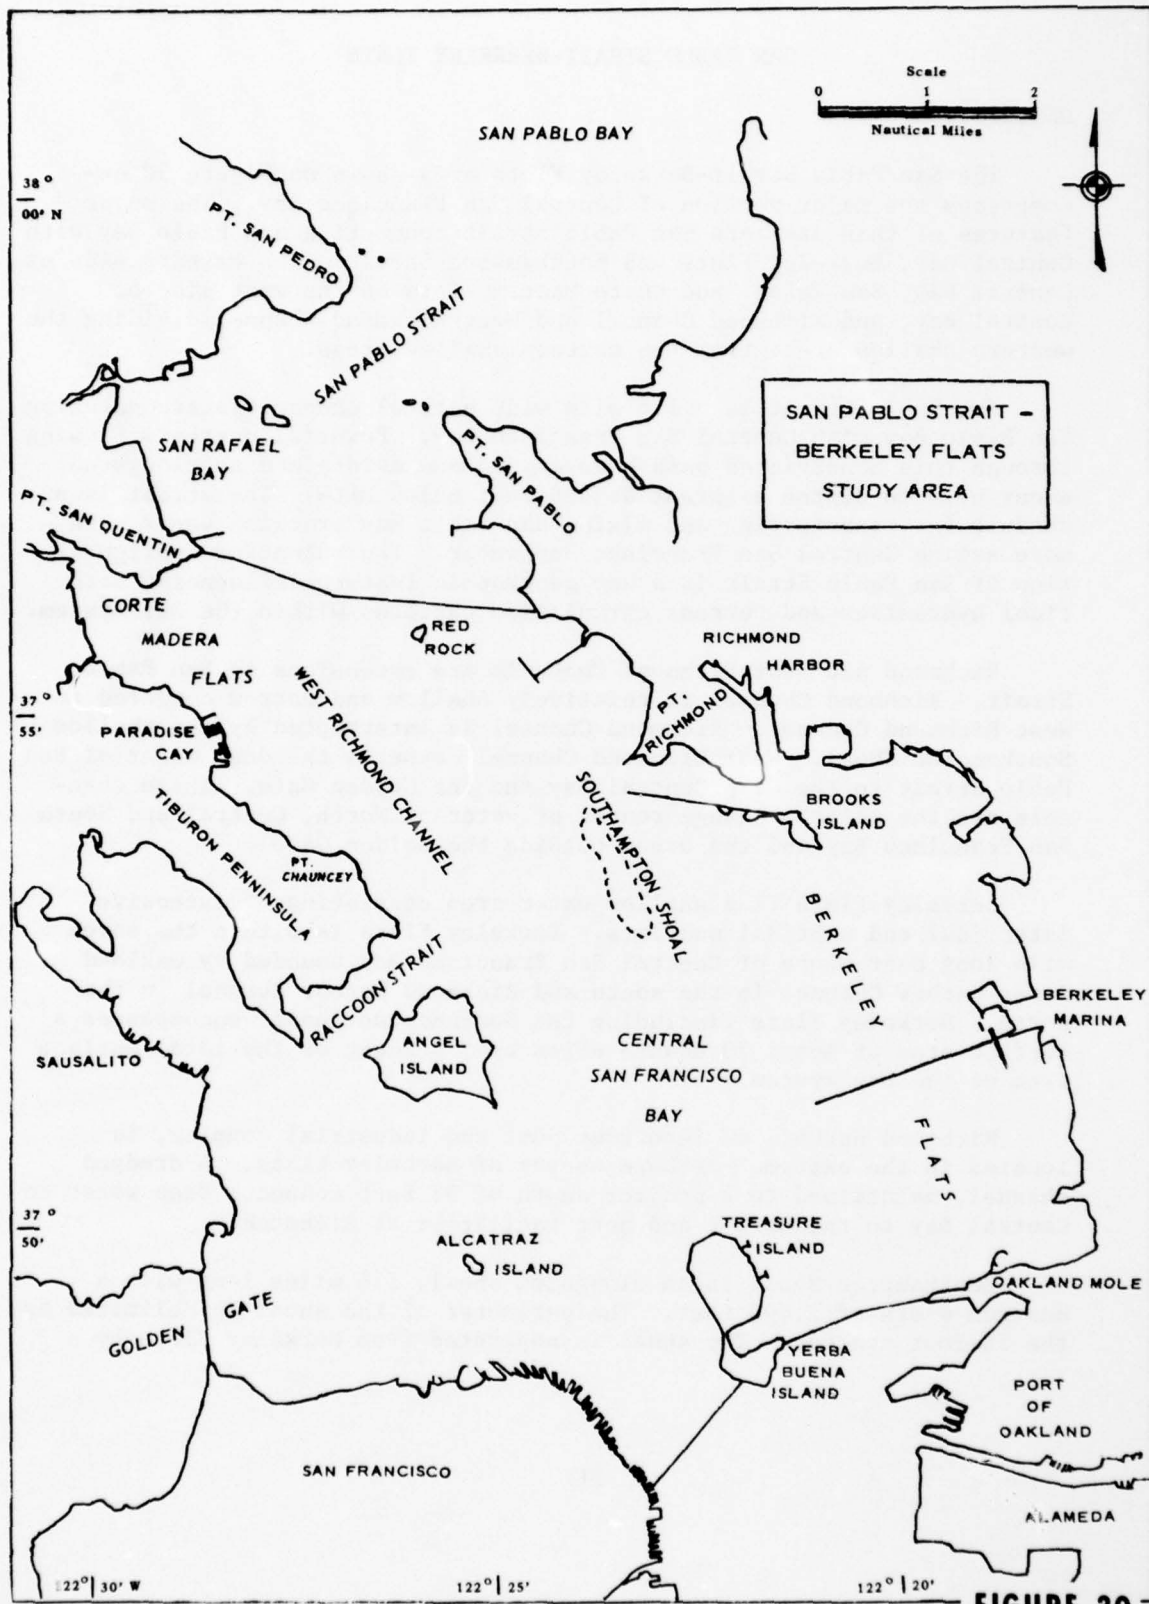 Scale
0 1 2
Nautical Miles
SAN PABLO BAY
38°
00' N
PT. SAN PEDRO
SAN PABLO STRAIT
SAN PABLO STRAIT –
BERKELEY FLATS
STUDY AREA
SAN RAFAEL
BAY
PT. SAN PABLO
PT. SAN QUENTIN
CORTE
MADERA
FLATS
RED
ROCK
RICHMOND
HARBOR
PT.
RICHMOND
WEST RICHMOND CHANNEL
37°
55'
PARADISE
CAY
BROOKS
ISLAND
SOUTHAMPTON SHOAL
TIBURON PENNINSULA
PT.
CHAUNCEY
BERKELEY
RACCOON STRAIT
BERKELEY
MARINA
SAUSALITO
ANGEL
ISLAND
CENTRAL
SAN FRANCISCO
BAY
FLATS
37°
50'
TREASURE
ISLAND
ALCATRAZ
ISLAND
OAKLAND MOLE
GOLDEN
GATE
YERBA
BUENA
ISLAND
PORT
OF
OAKLAND
SAN FRANCISCO
ALAMEDA
122° 30' W
122° 25'
122° 20'